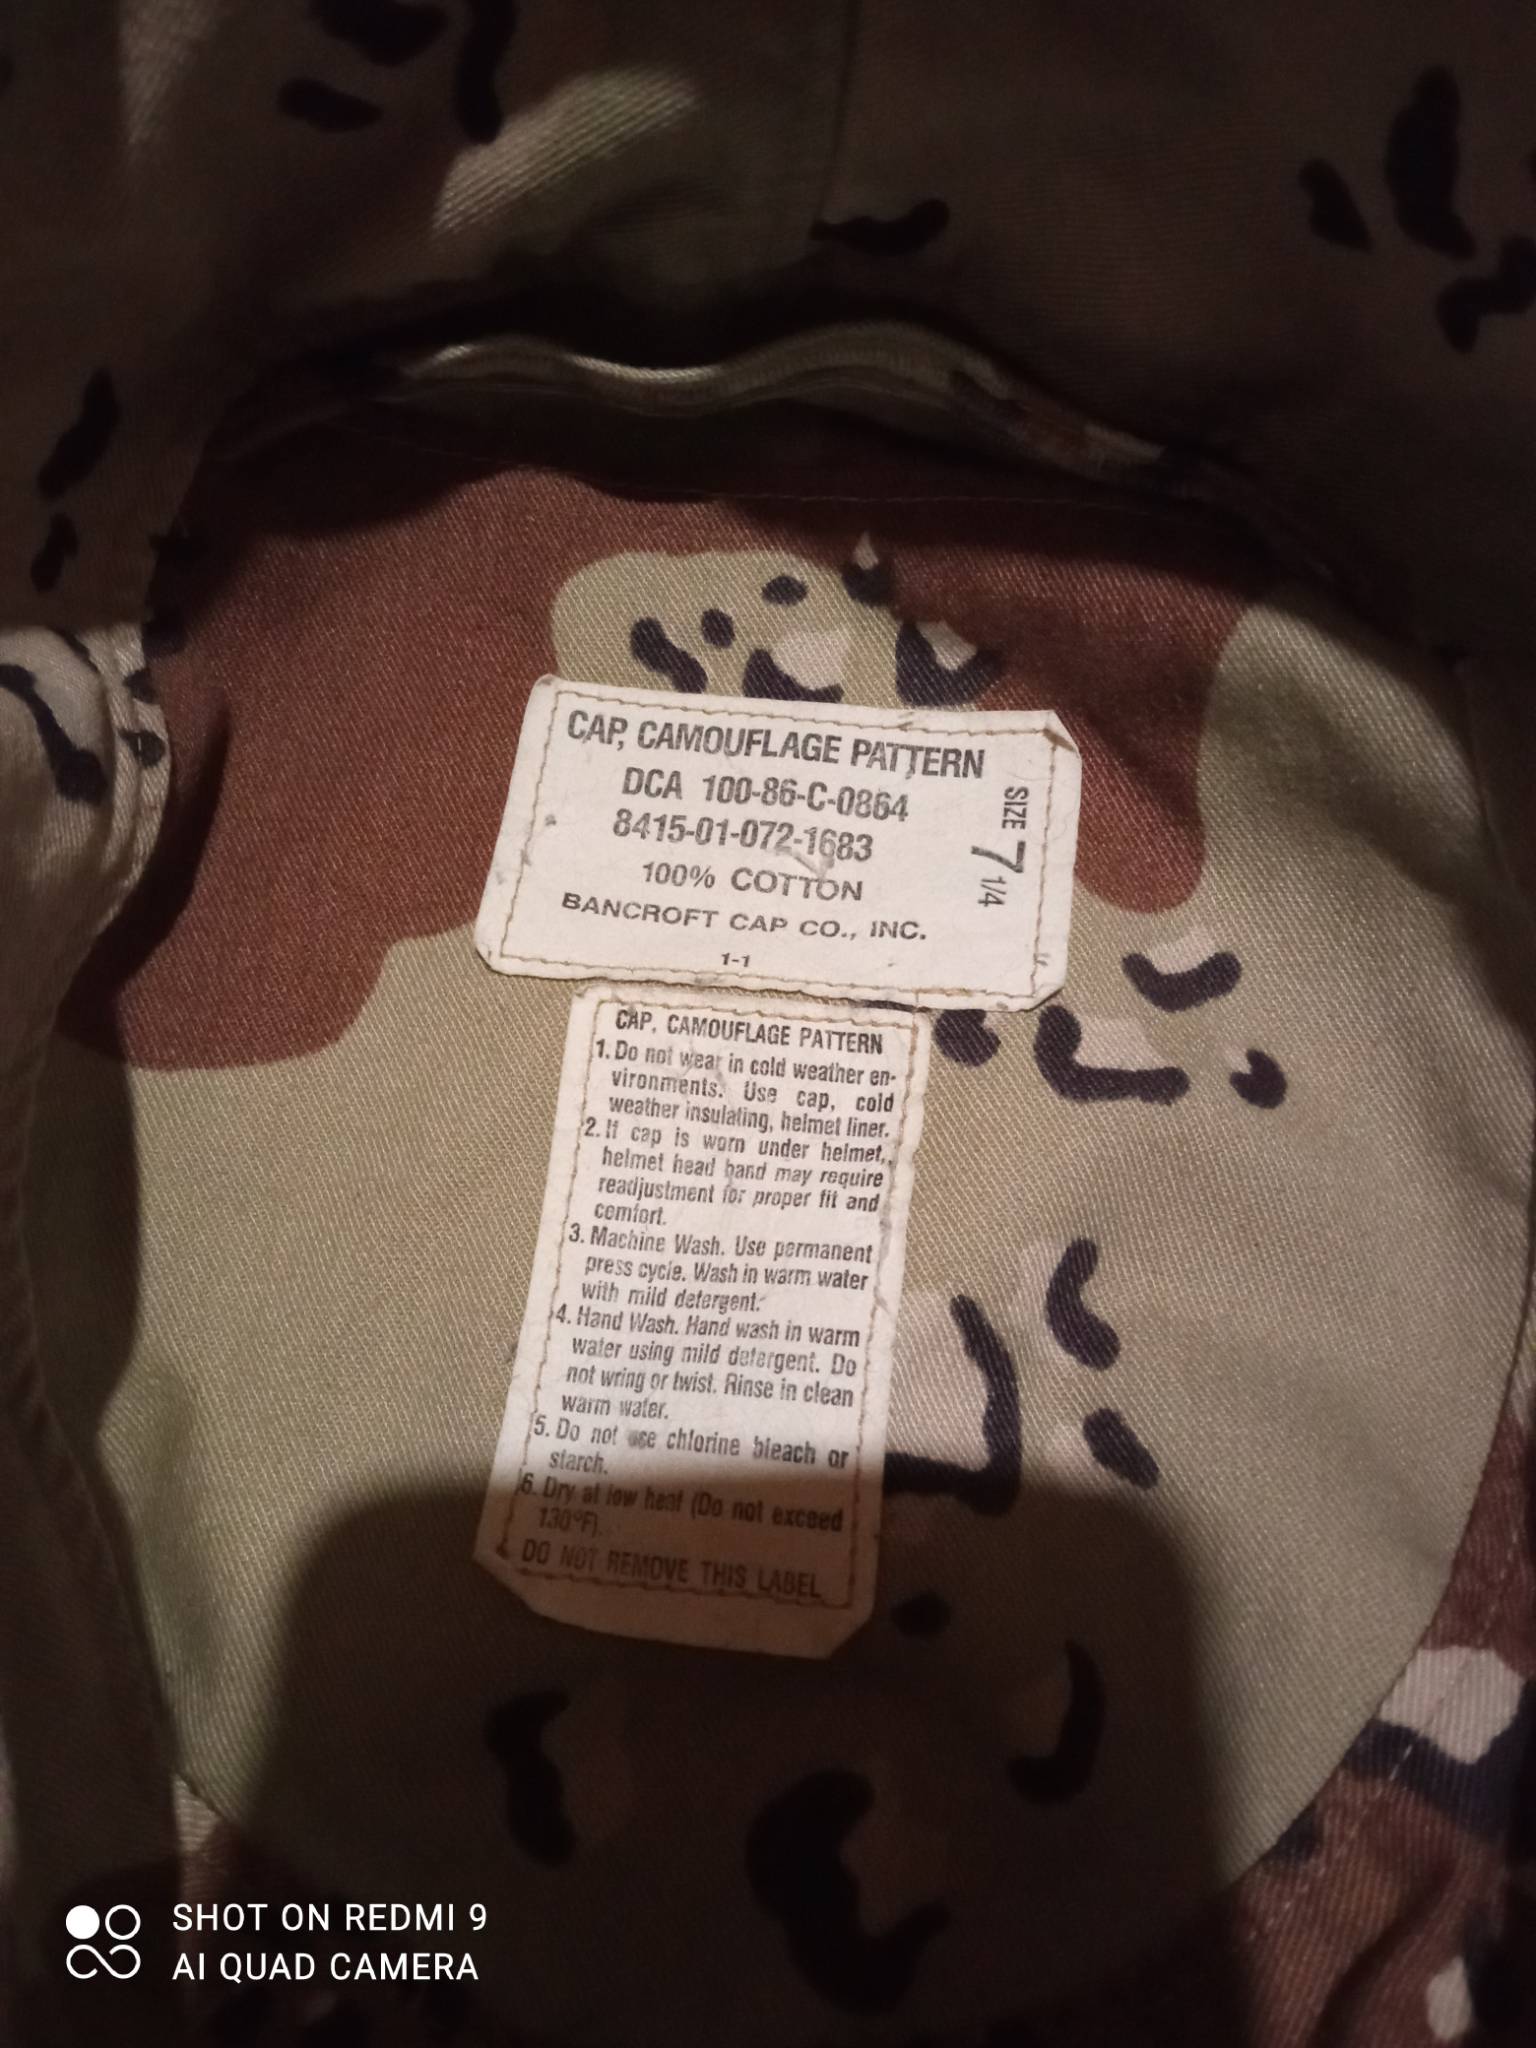 CAP, CAMOUFLAGE PATTERN
DCA 100-86-C-0864
8415-01-072-1683
100% COTTON
BANCROFT CAP CO., INC.
1-1
SIZE 7 1/4
CAP, CAMOUFLAGE PATTERN
1. Do not wear in cold weather en-
vironments. Use cap, cold
weather insulating, helmet liner.
2. If cap is worn under helmet,
helmet head band may require
readjustment for proper fit and
comfort.
3. Machine Wash. Use permanent
press cycle. Wash in warm water
with mild detergent.
4. Hand Wash. Hand wash in warm
water using mild detergent. Do
not wring or twist. Rinse in clean
warm water.
5. Do not use chlorine bleach or
starch.
6. Dry at low heat (Do not exceed
130°F).
DO NOT REMOVE THIS LABEL
SHOT ON REDMI 9
AI QUAD CAMERA